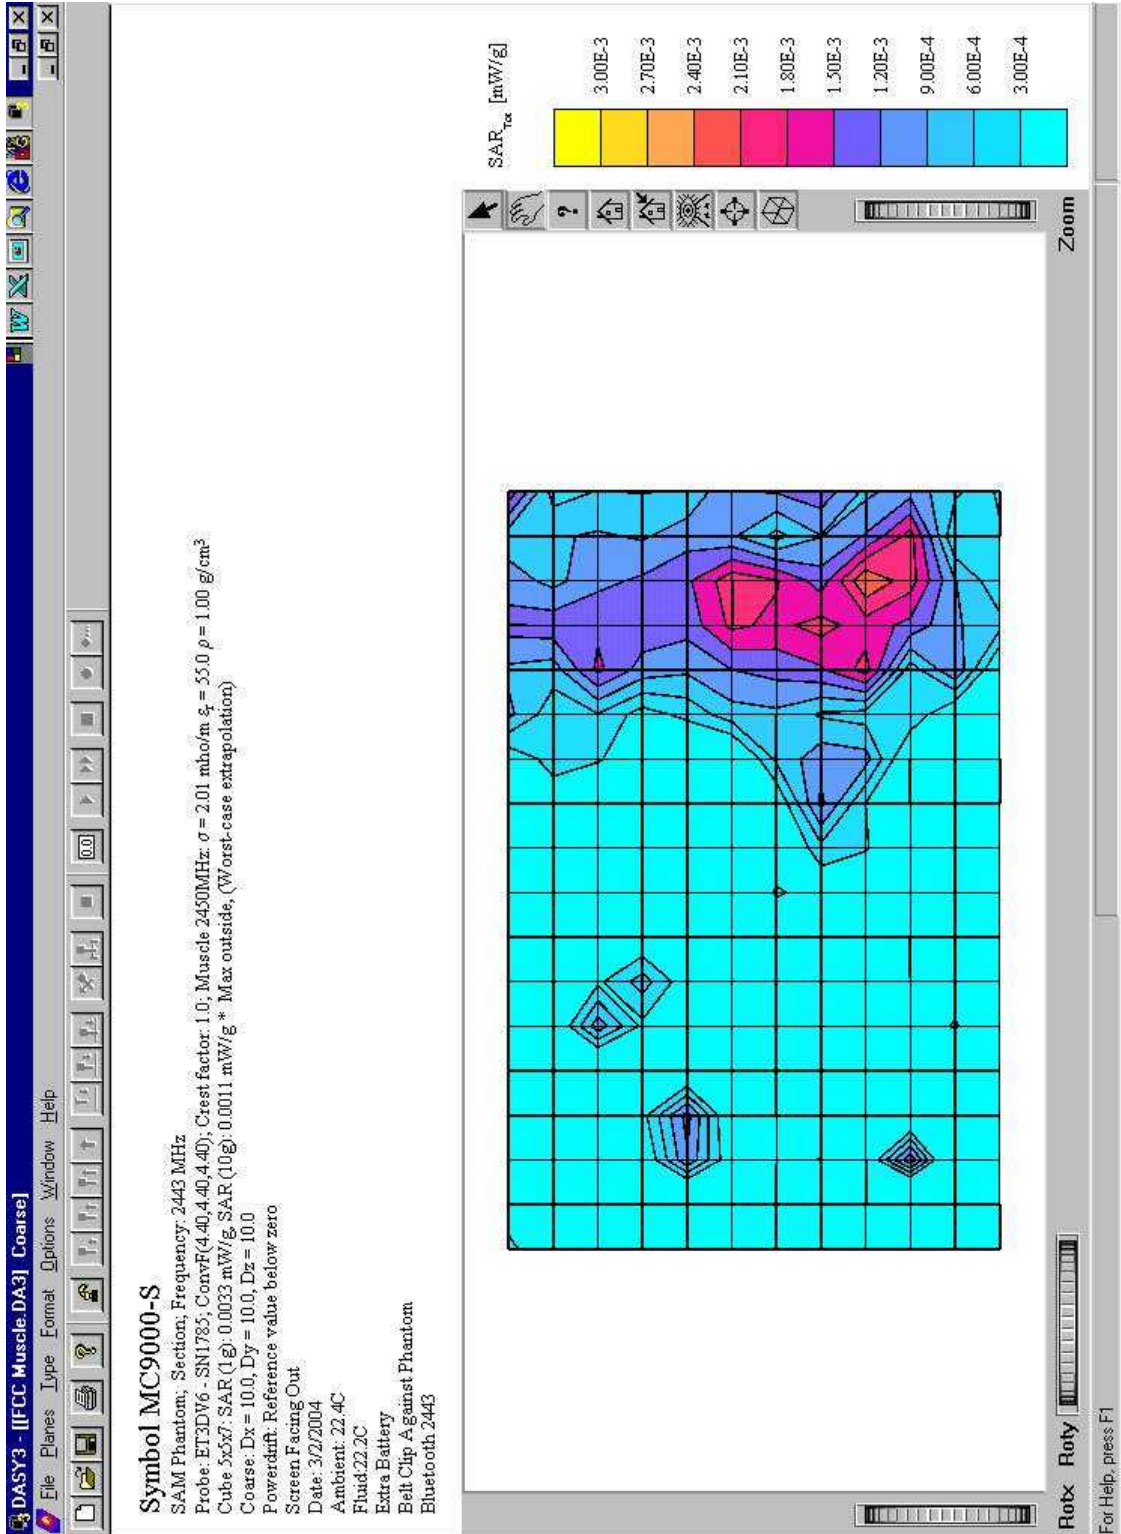 DASY3 - [[FCC Muscle.DA3] Coarse]
File Planes Type Format Options Window Help
Symbol MC9000-S
SAM Phantom; Section; Frequency: 2443 MHz
Probe: ET3DV6 - SN1785; ConvF(4.40,4.40,4.40); Crest factor: 1.0; Muscle 2450MHz: σ = 2.01 mho/m εr = 55.0 ρ = 1.00 g/cm³
Cube 5x5x7: SAR (1g): 0.0033 mW/g, SAR (10g): 0.0011 mW/g * Max outside, (Worst-case extrapolation)
Coarse: Dx = 10.0, Dy = 10.0, Dz = 10.0
Powerdrift: Reference value below zero
Screen Facing Out
Date: 3/2/2004
Ambient: 22.4C
Fluid:22.2C
Extra Battery
Belt Clip Against Phantom
Bluetooth 2443
SARTot [mW/g]
3.00E-3
2.70E-3
2.40E-3
2.10E-3
1.80E-3
1.50E-3
1.20E-3
9.00E-4
6.00E-4
3.00E-4
Rotx Roty Zoom
For Help, press F1